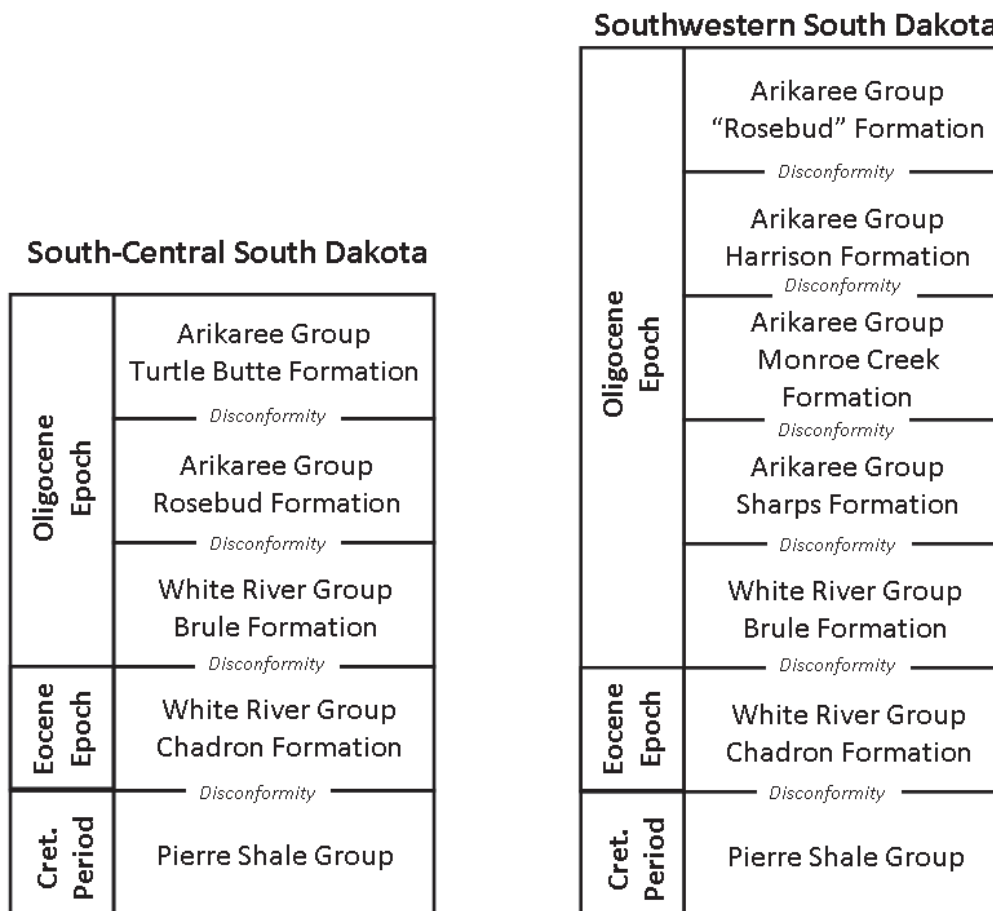 South-Central South Dakota
Oligocene
Epoch
Arikaree Group
Turtle Butte Formation
Disconformity
Arikaree Group
Rosebud Formation
Disconformity
White River Group
Brule Formation
Disconformity
Eocene
Epoch
White River Group
Chadron Formation
Disconformity
Cret.
Period
Pierre Shale Group
Southwestern South Dakota
Oligocene
Epoch
Arikaree Group
“Rosebud” Formation
Disconformity
Arikaree Group
Harrison Formation
Disconformity
Arikaree Group
Monroe Creek
Formation
Disconformity
Arikaree Group
Sharps Formation
Disconformity
White River Group
Brule Formation
Disconformity
Eocene
Epoch
White River Group
Chadron Formation
Disconformity
Cret.
Period
Pierre Shale Group